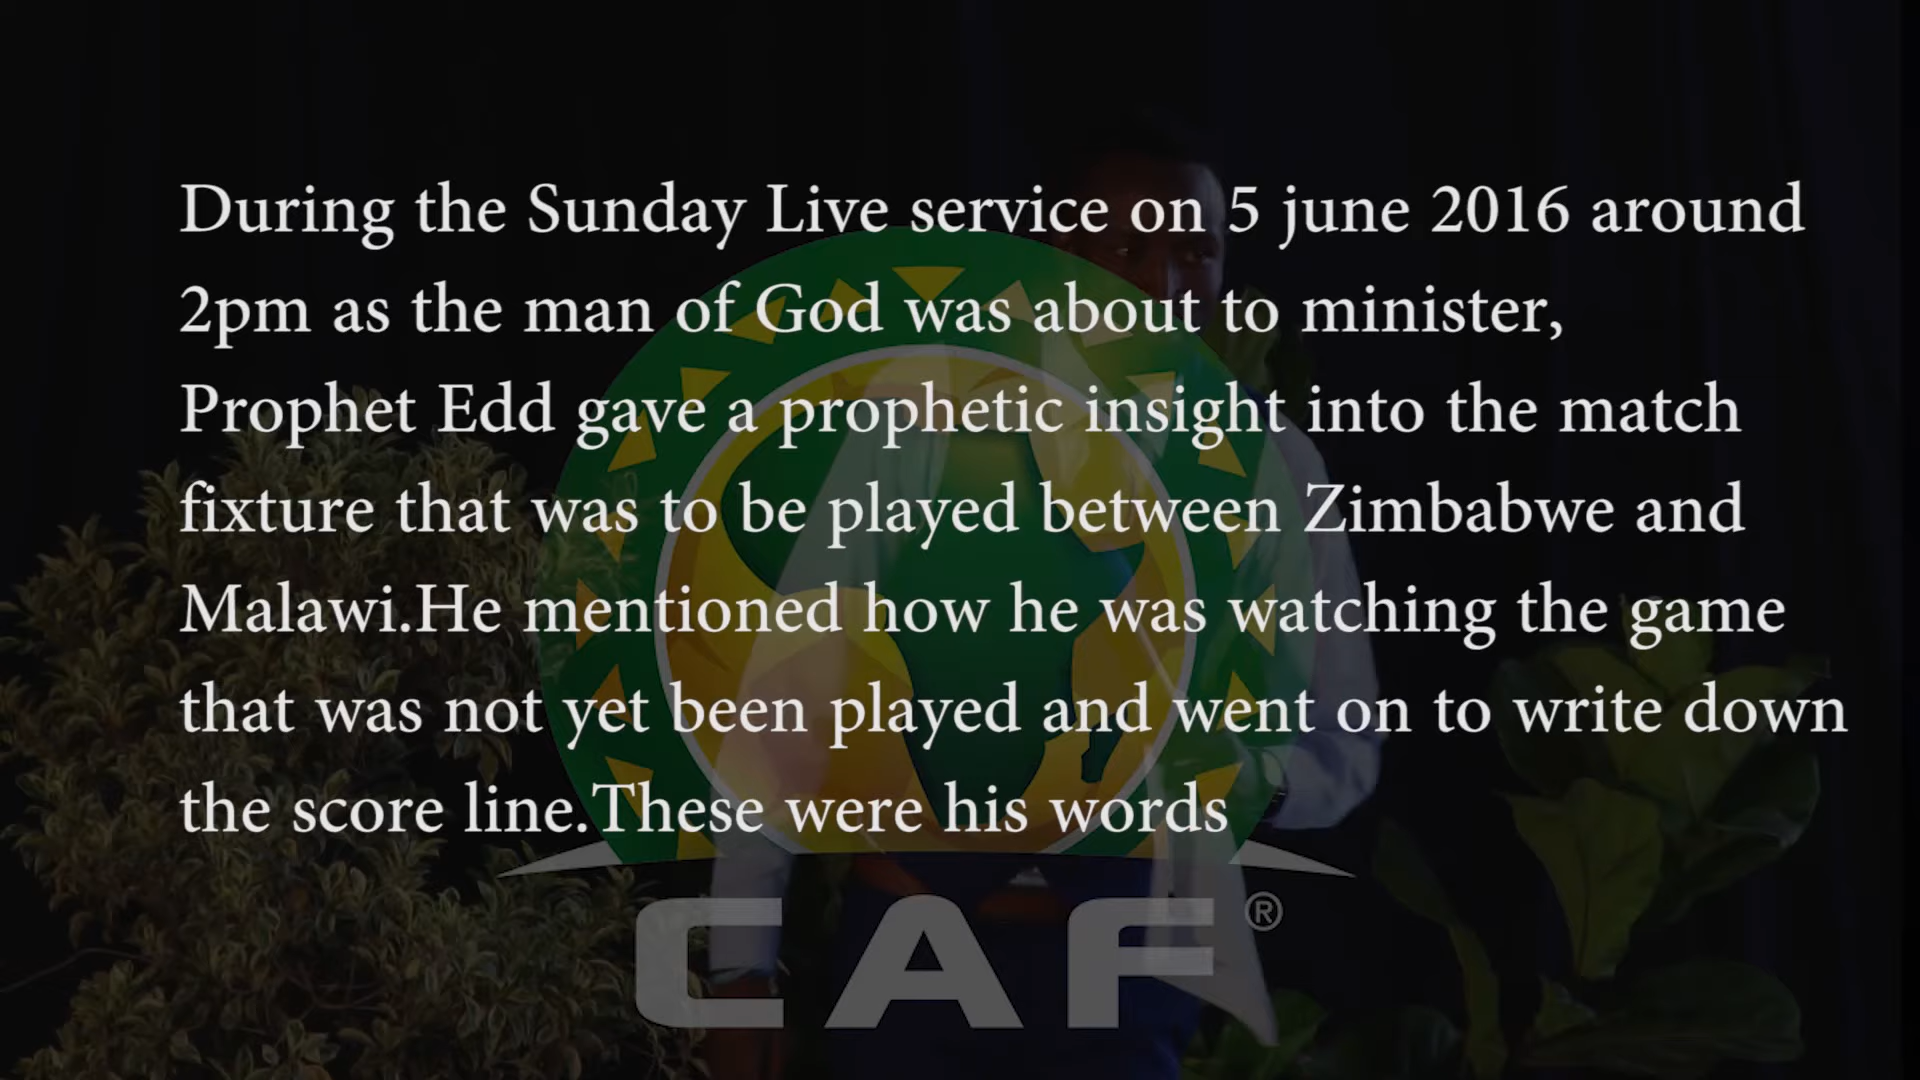 During the Sunday Live service on 5 june 2016 around
2pm as the man of God was about to minister,
Prophet Edd gave a prophetic insight into the match
fixture that was to be played between Zimbabwe and
Malawi.He mentioned how he was watching the game
that was not yet been played and went on to write down
the score line.These were his words
CAF®